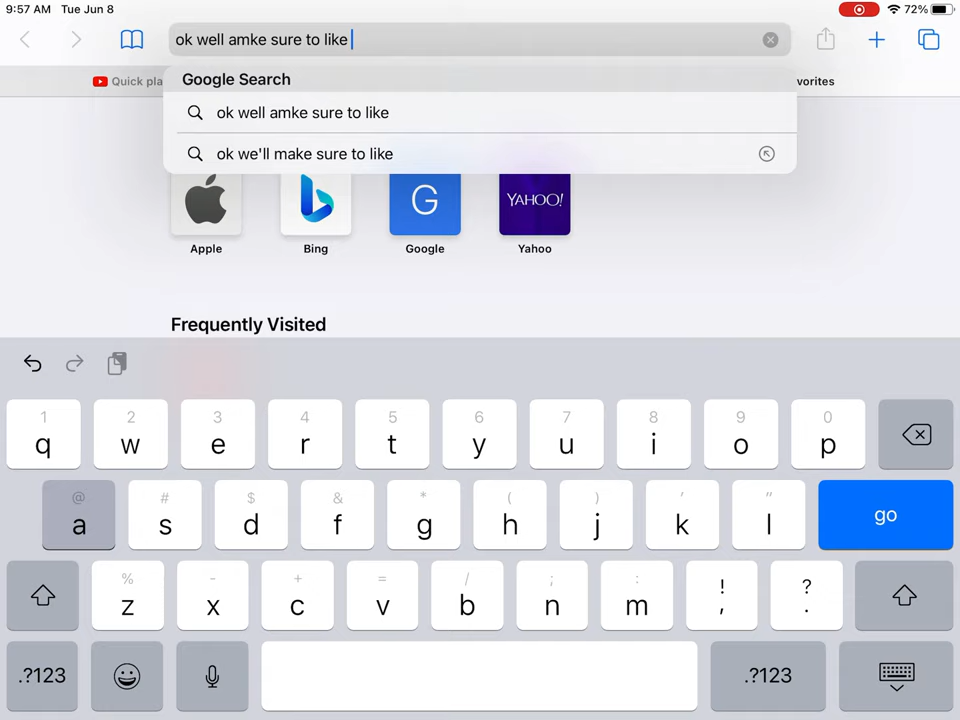 9:57 AM Tue Jun 8 72%
ok well amke sure to like
Quick pla vorites
Google Search
ok well amke sure to like
ok we'll make sure to like
G YAHOO!
Apple Bing Google Yahoo
Frequently Visited
1 2 3 4 5 6 7 8 9 0
q w e r t y u i o p
@ # $ & * ( ) ' "
a s d f g h j k l go
% - + = / ; : ! ?
z x c v b n m , .
.?123 .?123